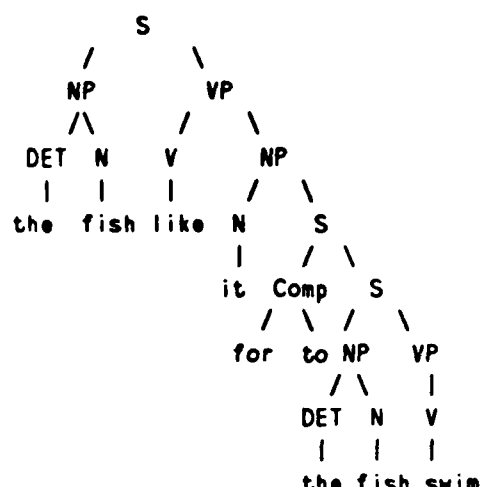 S
/ \
NP VP
/\ / \
DET N V NP
| | | / \
the fish like N S
| / \
it Comp S
/ \ / \
for to NP VP
/ \ |
DET N V
| | |
the fish swim